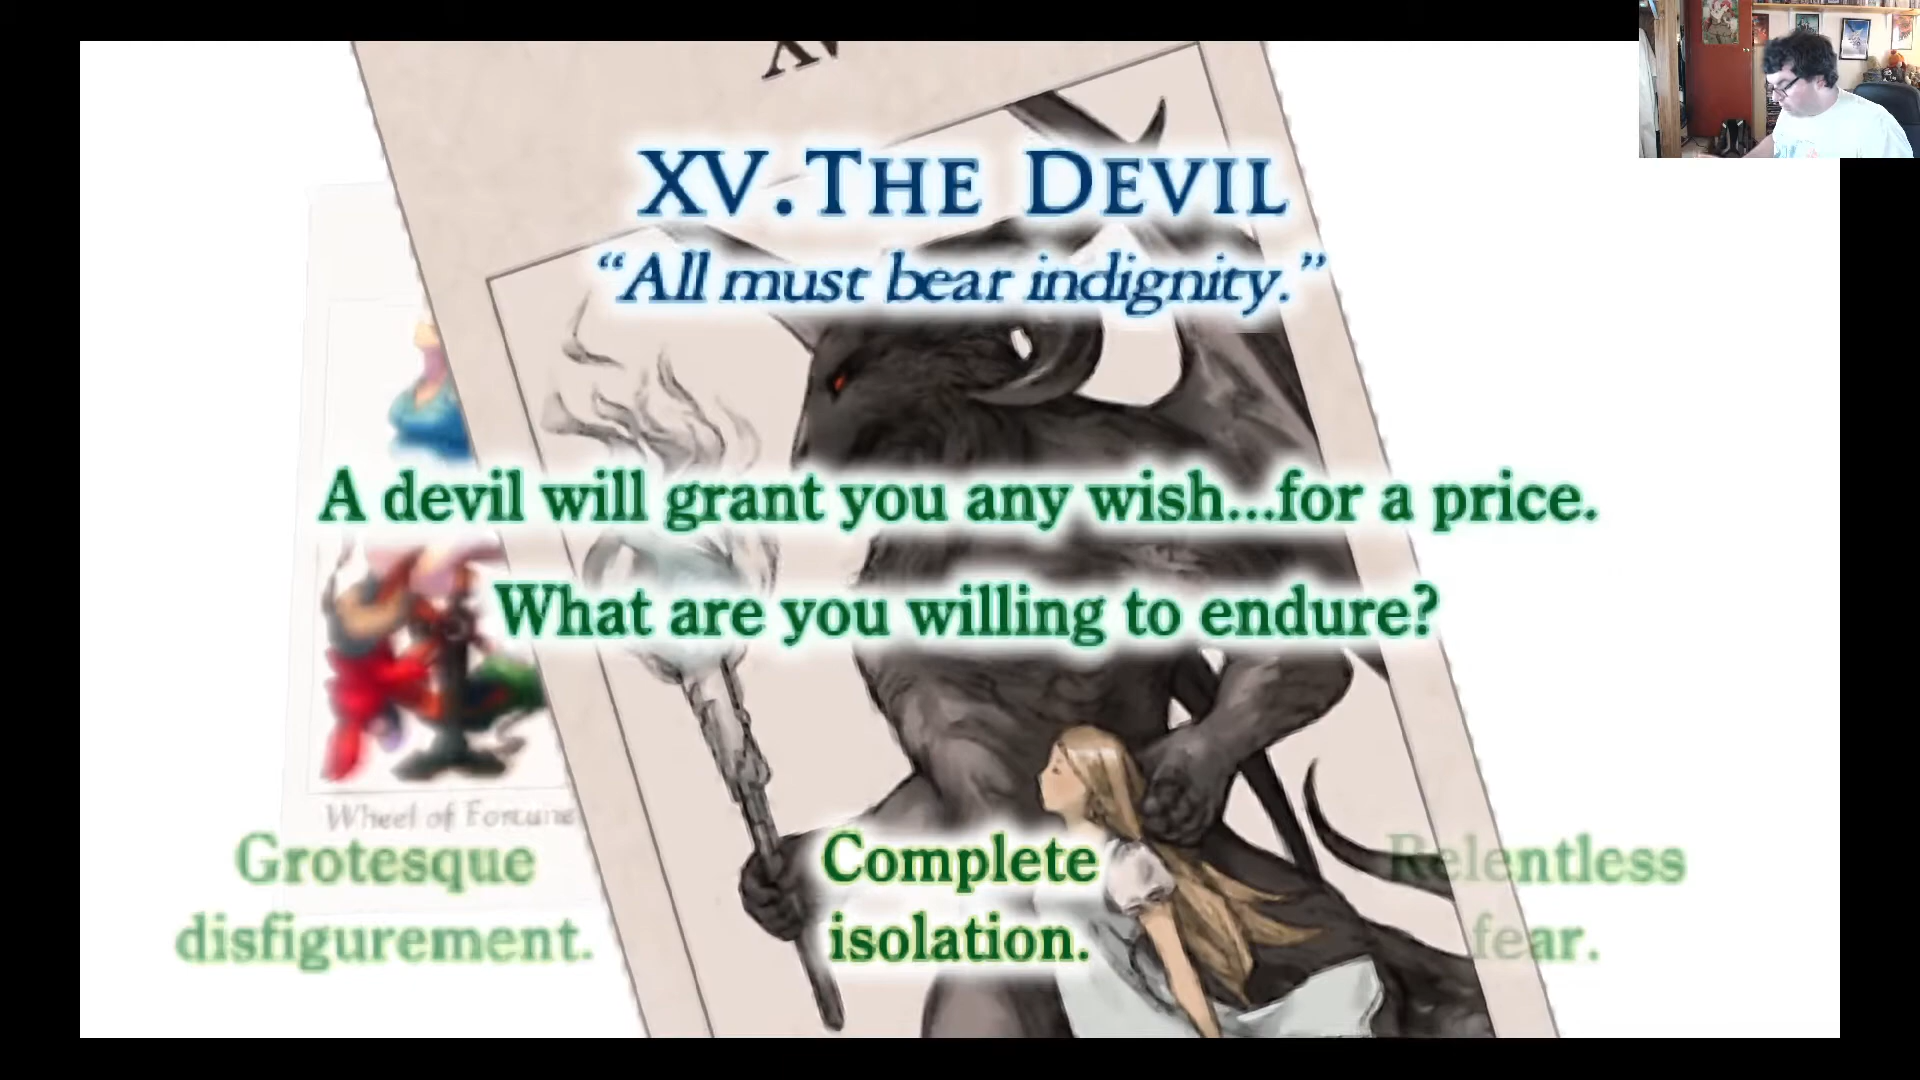 XV
XV.THE DEVIL
“All must bear indignity.”
A devil will grant you any wish...for a price.
What are you willing to endure?
Wheel of Fortune
Grotesque
disfigurement.
Complete
isolation.
Relentless
fear.